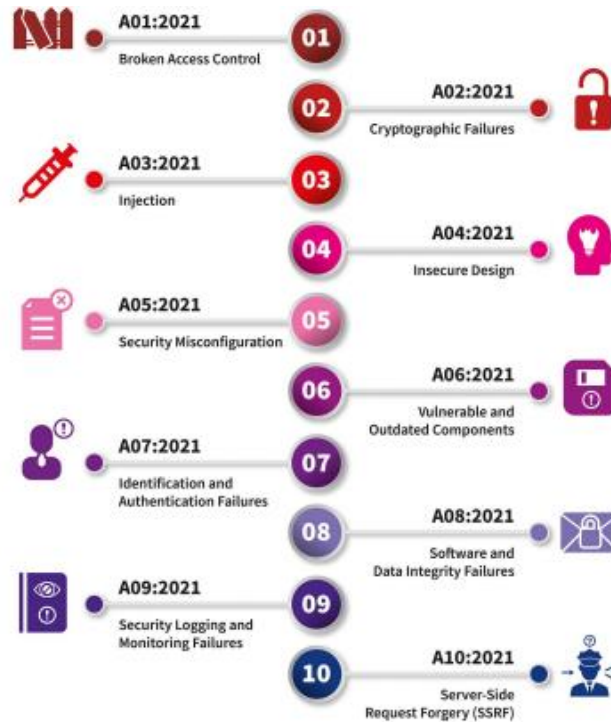 A01:2021
01
Broken Access Control
A02:2021
02
Cryptographic Failures
A03:2021
03
Injection
A04:2021
04
Insecure Design
A05:2021
05
Security Misconfiguration
A06:2021
06
Vulnerable and
Outdated Components
A07:2021
07
Identification and
Authentication Failures
A08:2021
08
Software and
Data Integrity Failures
A09:2021
09
Security Logging and
Monitoring Failures
A10:2021
10
Server-Side
Request Forgery (SSRF)